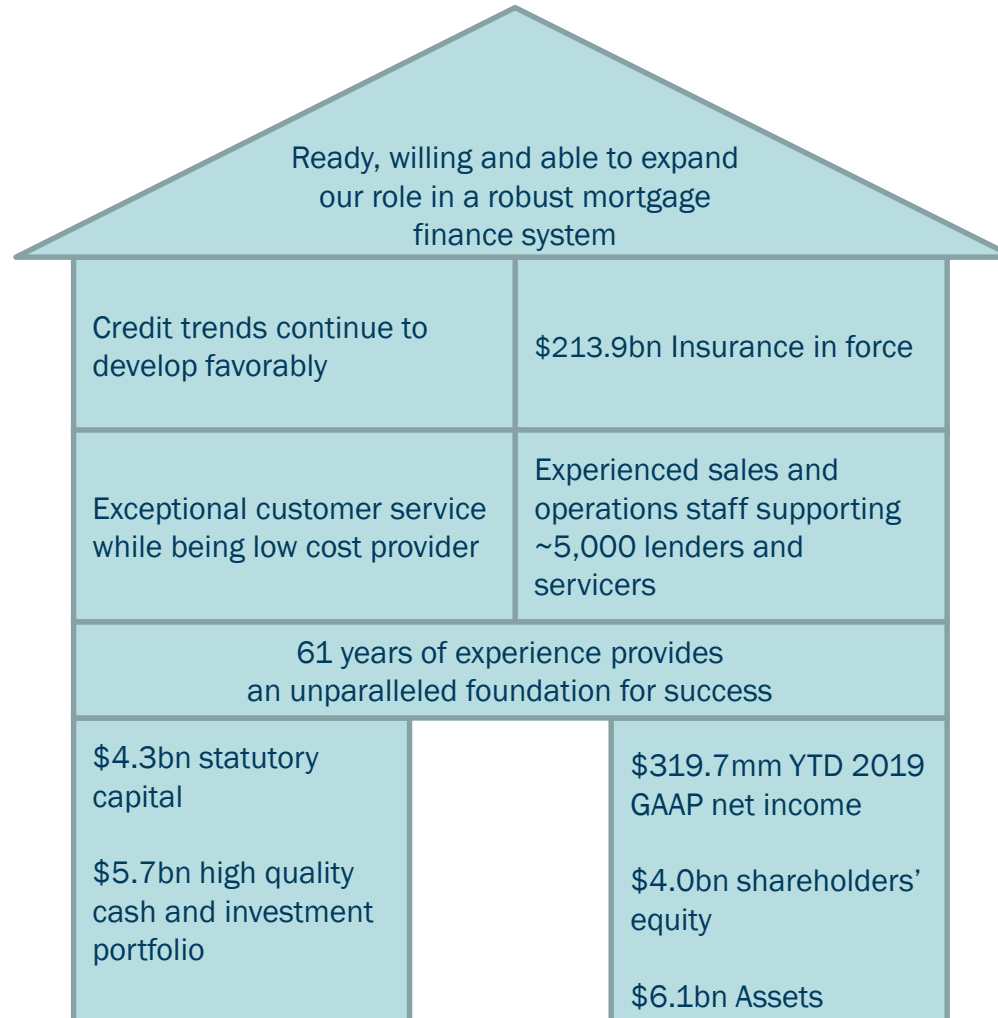 Ready, willing and able to expand
our role in a robust mortgage
finance system
Credit trends continue to
develop favorably
$213.9bn Insurance in force
Exceptional customer service
while being low cost provider
Experienced sales and
operations staff supporting
~5,000 lenders and
servicers
61 years of experience provides
an unparalleled foundation for success
$4.3bn statutory
capital
$5.7bn high quality
cash and investment
portfolio
$319.7mm YTD 2019
GAAP net income
$4.0bn shareholders’
equity
$6.1bn Assets